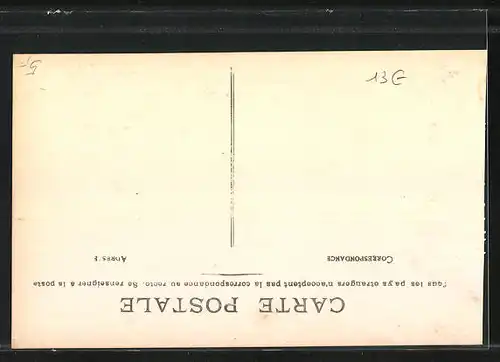 CARTE POSTALE
Tous les pays étrangers n'acceptent pas la correspondance au recto. Se renseigner à la poste
CORRESPONDANCE
ADRESSE
13 €
5,-